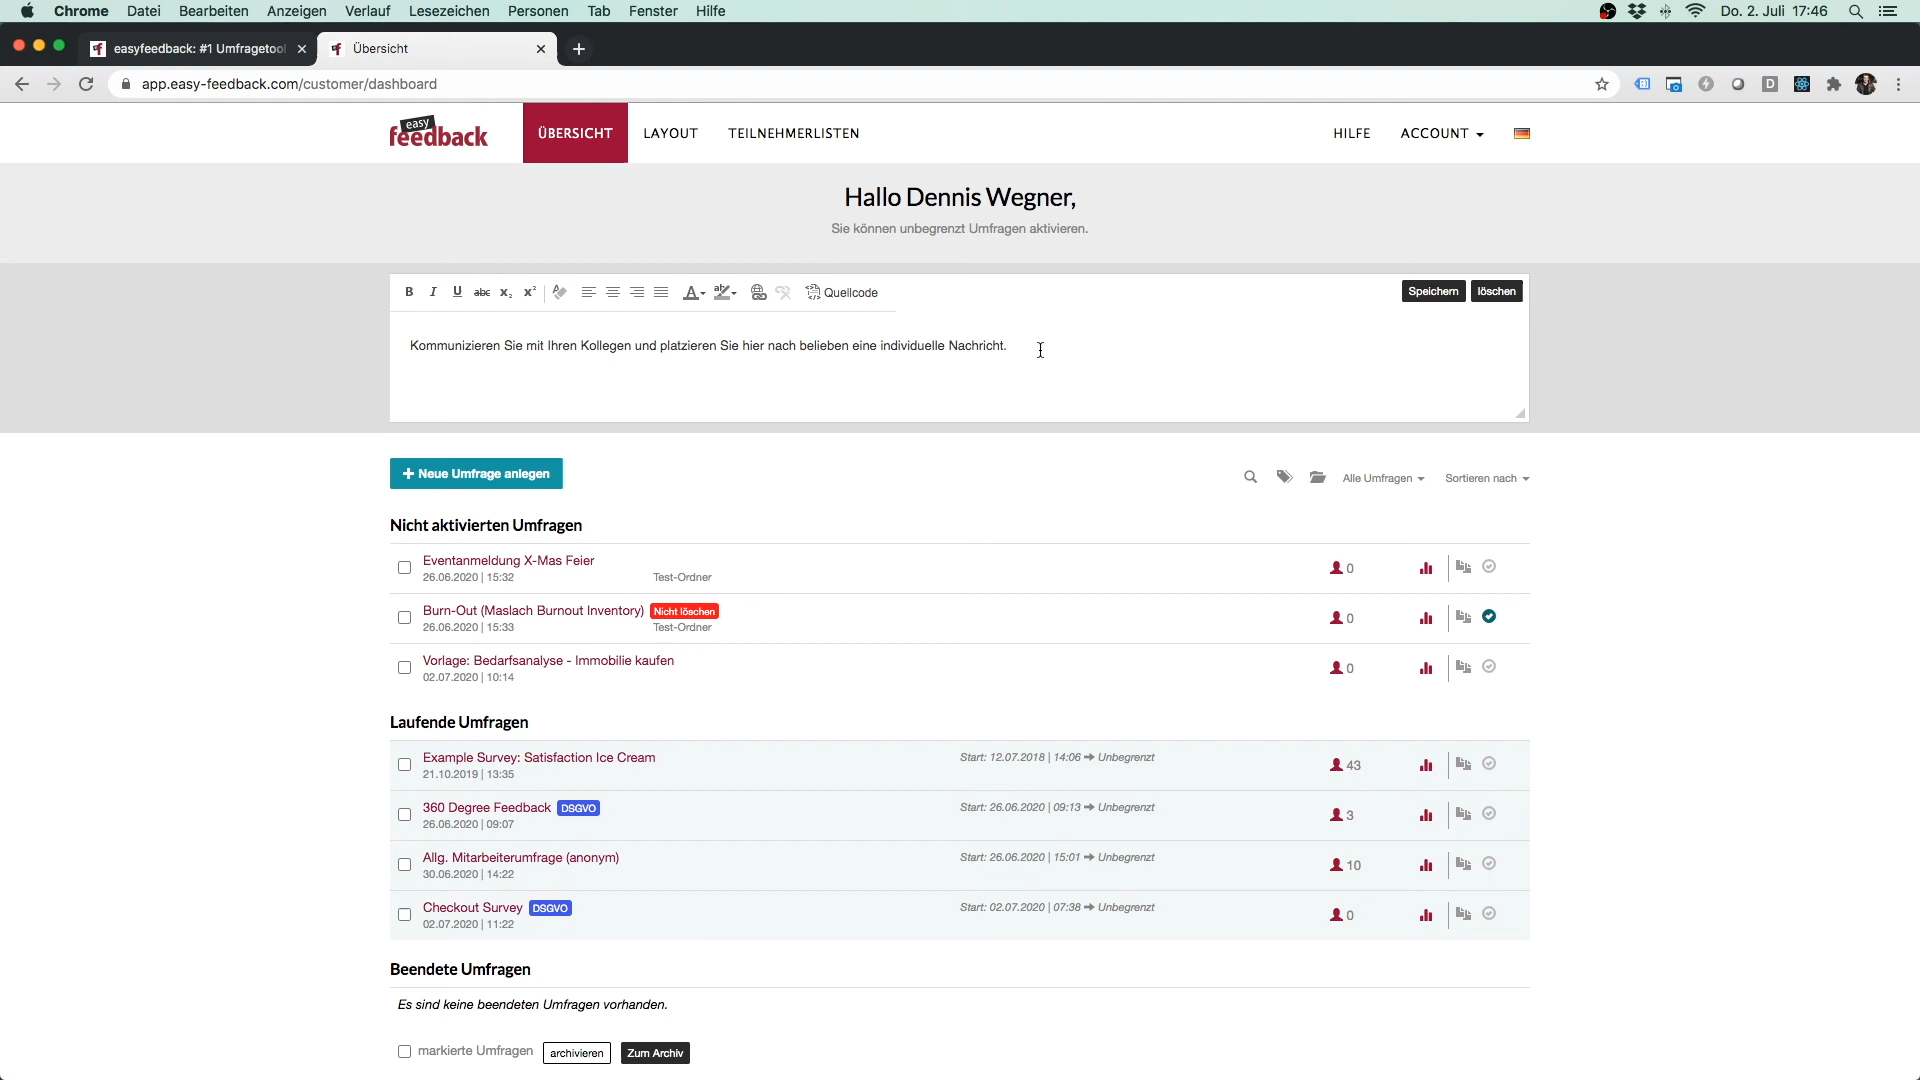 Chrome Datei Bearbeiten Anzeigen Verlauf Lesezeichen Personen Tab Fenster Hilfe Do. 2. Juli 17:46
easyfeedback: #1 Umfragetool Übersicht
app.easy-feedback.com/customer/dashboard
easy feedback ÜBERSICHT LAYOUT TEILNEHMERLISTEN HILFE ACCOUNT
Hallo Dennis Wegner,
Sie können unbegrenzt Umfragen aktivieren.
B I U abc x₂ x² A ab Quellcode Speichern löschen
Kommunizieren Sie mit Ihren Kollegen und platzieren Sie hier nach belieben eine individuelle Nachricht.
+ Neue Umfrage anlegen Alle Umfragen Sortieren nach
Nicht aktivierten Umfragen
Eventanmeldung X-Mas Feier 0
26.06.2020 | 15:32 Test-Ordner
Burn-Out (Maslach Burnout Inventory) Nicht löschen 0
26.06.2020 | 15:33 Test-Ordner
Vorlage: Bedarfsanalyse - Immobilie kaufen 0
02.07.2020 | 10:14
Laufende Umfragen
Example Survey: Satisfaction Ice Cream Start: 12.07.2018 | 14:06 ➔ Unbegrenzt 43
21.10.2019 | 13:35
360 Degree Feedback DSGVO Start: 26.06.2020 | 09:13 ➔ Unbegrenzt 3
26.06.2020 | 09:07
Allg. Mitarbeiterumfrage (anonym) Start: 26.06.2020 | 15:01 ➔ Unbegrenzt 10
30.06.2020 | 14:22
Checkout Survey DSGVO Start: 02.07.2020 | 07:38 ➔ Unbegrenzt 0
02.07.2020 | 11:22
Beendete Umfragen
Es sind keine beendeten Umfragen vorhanden.
markierte Umfragen archivieren Zum Archiv